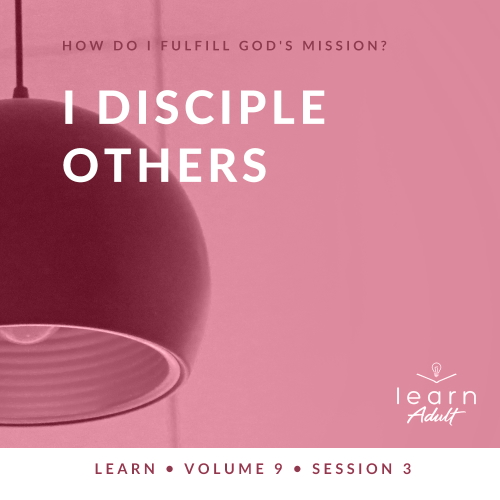 HOW DO I FULFILL GOD'S MISSION?
I DISCIPLE
OTHERS
learn
Adult
LEARN • VOLUME 9 • SESSION 3